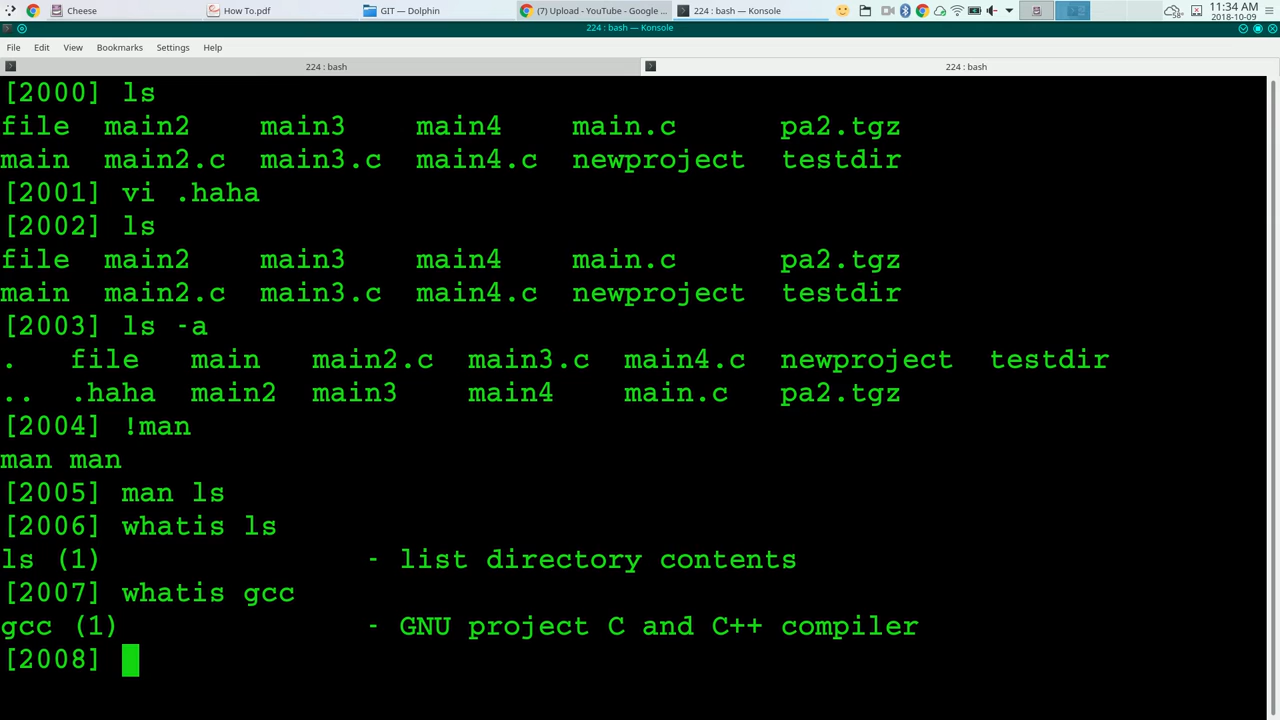 Cheese How To.pdf GIT — Dolphin (7) Upload - YouTube - Google ... 224 : bash — Konsole 58° 11:34 AM
2018-10-09
224 : bash — Konsole
File Edit View Bookmarks Settings Help
224 : bash 224 : bash
[2000] ls
file main2 main3 main4 main.c pa2.tgz
main main2.c main3.c main4.c newproject testdir
[2001] vi .haha
[2002] ls
file main2 main3 main4 main.c pa2.tgz
main main2.c main3.c main4.c newproject testdir
[2003] ls -a
. file main main2.c main3.c main4.c newproject testdir
.. .haha main2 main3 main4 main.c pa2.tgz
[2004] !man
man man
[2005] man ls
[2006] whatis ls
ls (1) - list directory contents
[2007] whatis gcc
gcc (1) - GNU project C and C++ compiler
[2008]